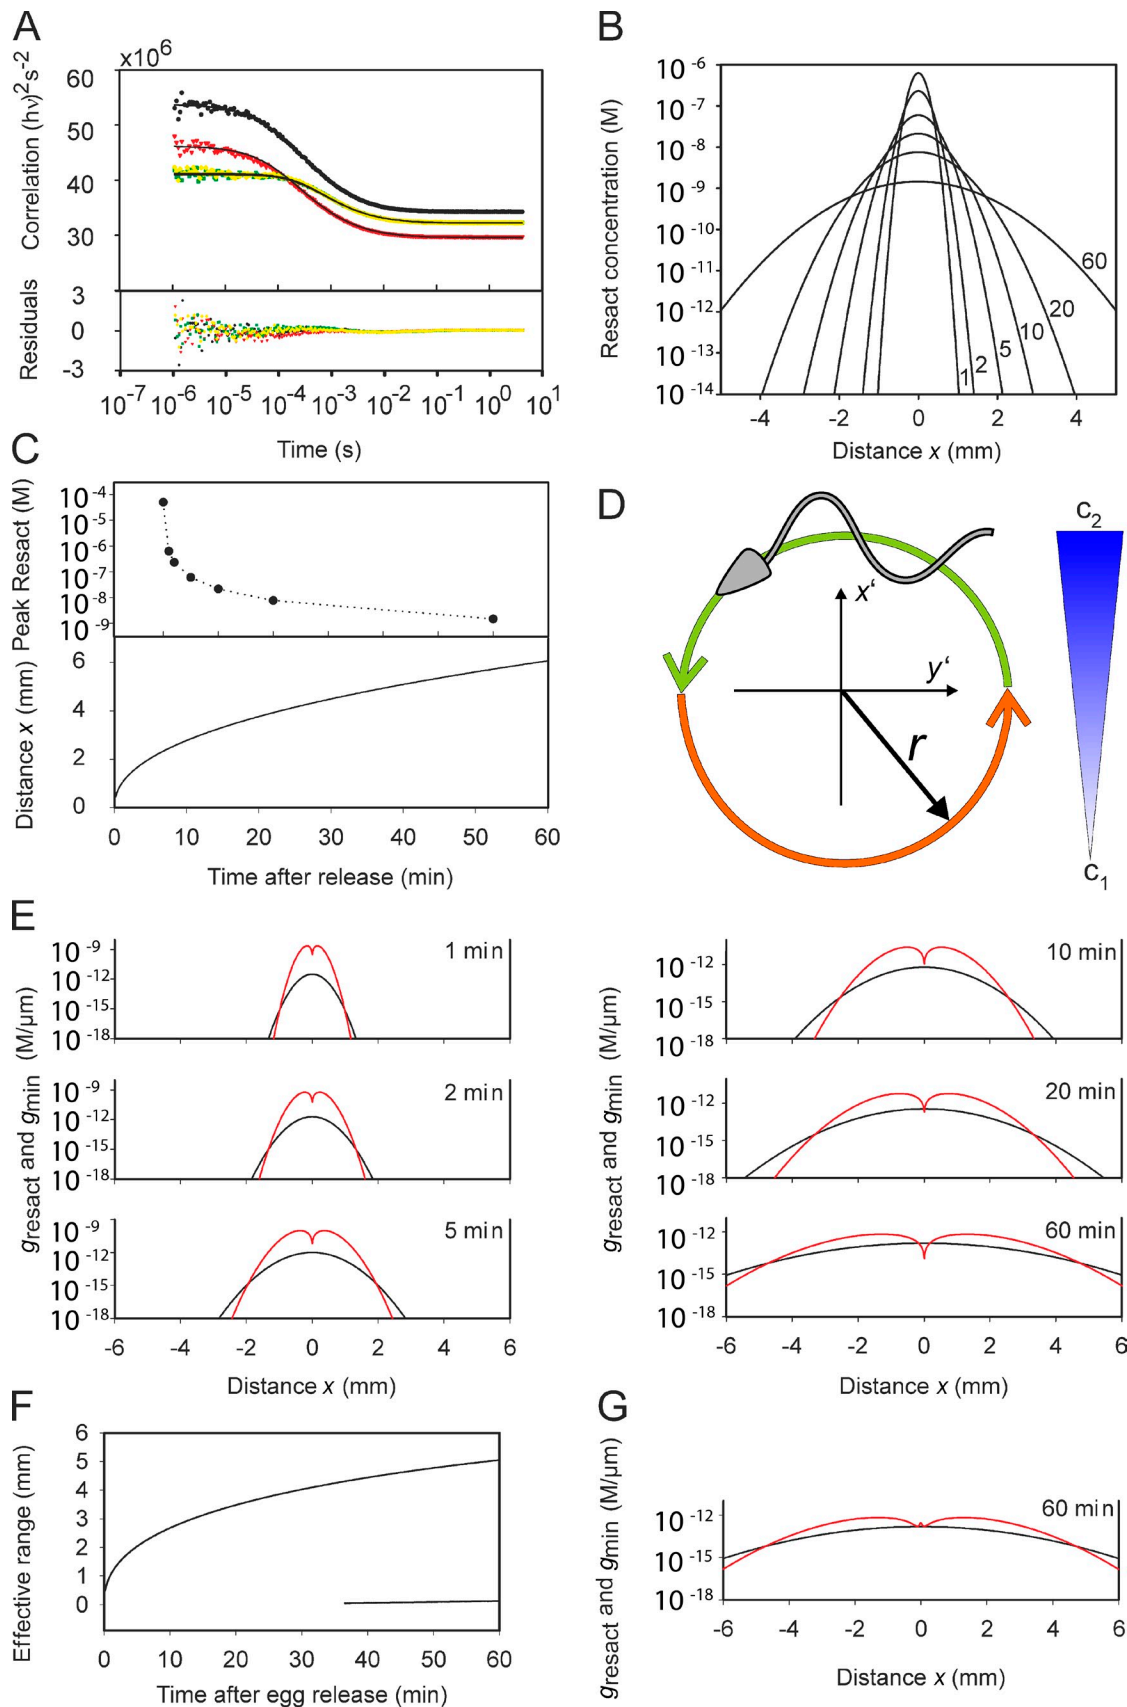 A
x10⁶
60
50
40
30
Correlation (hν)²s⁻²
3
0
-3
Residuals
10⁻⁷ 10⁻⁶ 10⁻⁵ 10⁻⁴ 10⁻³ 10⁻² 10⁻¹ 10⁰ 10¹
Time (s)
B
Resact concentration (M)
10⁻⁶
10⁻⁷
10⁻⁸
10⁻⁹
10⁻¹⁰
10⁻¹¹
10⁻¹²
10⁻¹³
10⁻¹⁴
1 2 5 10 20 60
-4 -2 0 2 4
Distance x (mm)
C
Peak Resact (M)
10⁻⁴
10⁻⁵
10⁻⁶
10⁻⁷
10⁻⁸
10⁻⁹
Distance x (mm)
6
4
2
0
0 10 20 30 40 50 60
Time after release (min)
D
x‘
y‘
r
c₂
c₁
E
gresact and gmin (M/µm)
10⁻⁹
10⁻¹²
10⁻¹⁵
10⁻¹⁸
1 min
10⁻⁹
10⁻¹²
10⁻¹⁵
10⁻¹⁸
2 min
10⁻⁹
10⁻¹²
10⁻¹⁵
10⁻¹⁸
5 min
-6 -4 -2 0 2 4 6
Distance x (mm)
gresact and gmin (M/µm)
10⁻¹²
10⁻¹⁵
10⁻¹⁸
10 min
10⁻¹²
10⁻¹⁵
10⁻¹⁸
20 min
10⁻¹²
10⁻¹⁵
10⁻¹⁸
60 min
-6 -4 -2 0 2 4 6
Distance x (mm)
F
Effective range (mm)
6
5
4
3
2
1
0
0 10 20 30 40 50 60
Time after egg release (min)
G
gresact and gmin (M/µm)
10⁻¹²
10⁻¹⁵
10⁻¹⁸
60 min
-6 -4 -2 0 2 4 6
Distance x (mm)